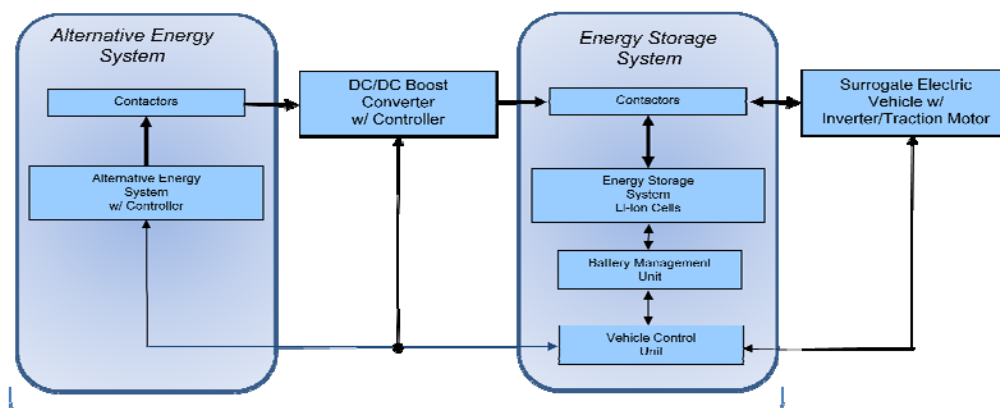 Alternative Energy
System
Contactors
Alternative Energy
System
w/ Controller
DC/DC Boost
Converter
w/ Controller
Energy Storage
System
Contactors
Energy Storage
System
Li-Ion Cells
Battery Management
Unit
Vehicle Control
Unit
Surrogate Electric
Vehicle w/
Inverter/Traction Motor